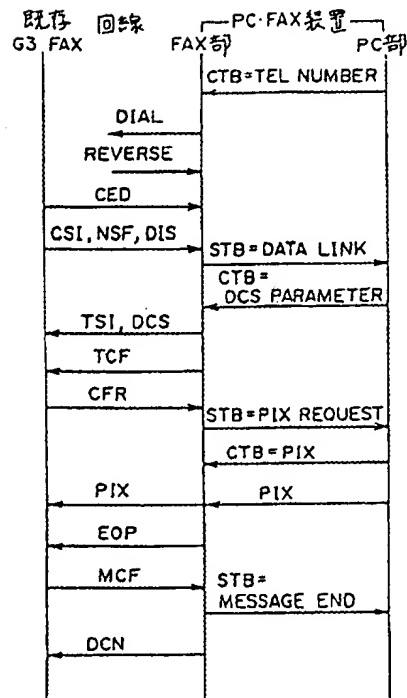 既存 回線 PC·FAX装置
G3 FAX FAX部 PC部
CTB=TEL NUMBER
DIAL
REVERSE
CED
CSI, NSF, DIS
STB=DATA LINK
CTB=
DCS PARAMETER
TSI, DCS
TCF
CFR
STB=PIX REQUEST
CTB=PIX
PIX PIX
EOP
MCF
STB=
MESSAGE END
DCN